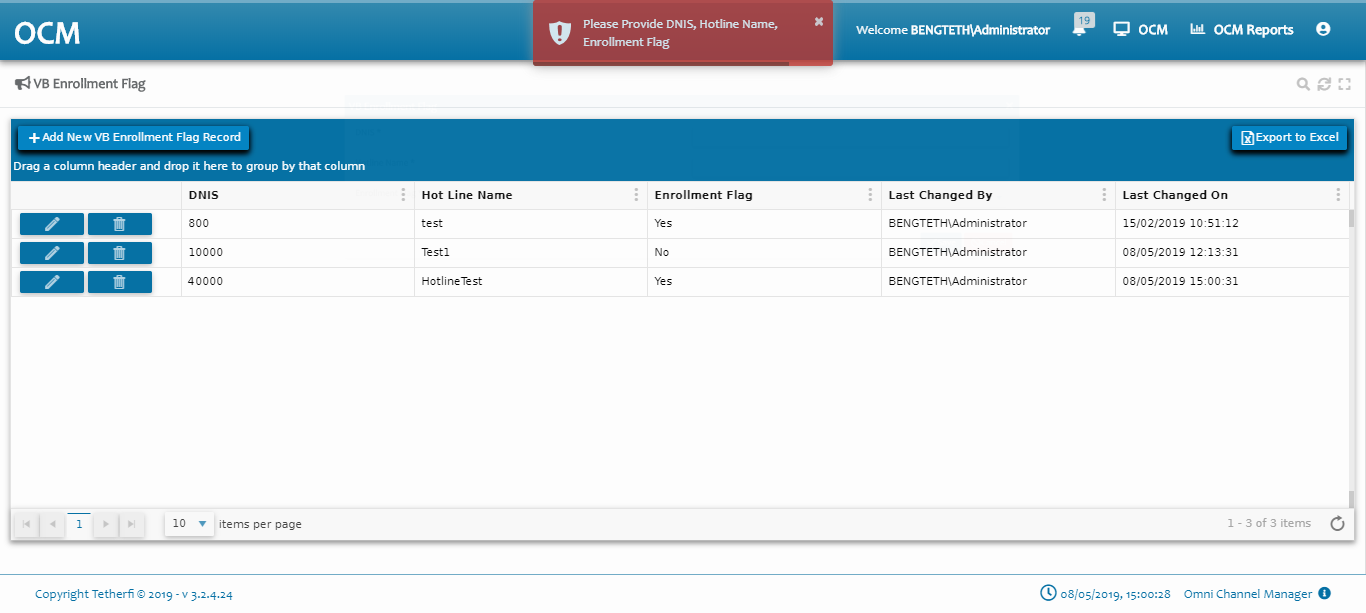 OCM
Please Provide DNIS, Hotline Name,
Enrollment Flag
Welcome BENGTETH\Administrator
19
OCM
OCM Reports
VB Enrollment Flag
Add New VB Enrollment Flag Record
Export to Excel
Drag a column header and drop it here to group by that column
DNIS Hot Line Name Enrollment Flag Last Changed By Last Changed On
800 test Yes BENGTETH\Administrator 15/02/2019 10:51:12
10000 Test1 No BENGTETH\Administrator 08/05/2019 12:13:31
40000 HotlineTest Yes BENGTETH\Administrator 08/05/2019 15:00:31
1 10 items per page 1 - 3 of 3 items
Copyright Tetherfi © 2019 - v 3.2.4.24 08/05/2019, 15:00:28 Omni Channel Manager